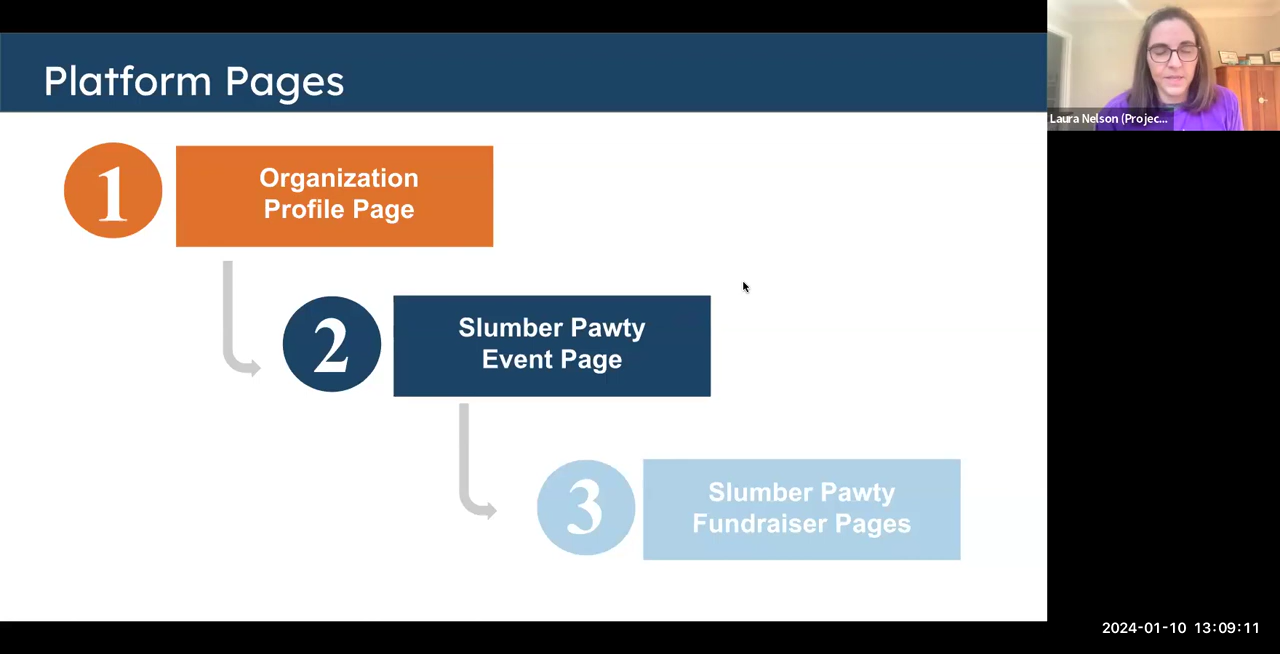 Platform Pages
Laura Nelson (Projec...
1
Organization
Profile Page
2
Slumber Pawty
Event Page
3
Slumber Pawty
Fundraiser Pages
2024-01-10 13:09:11